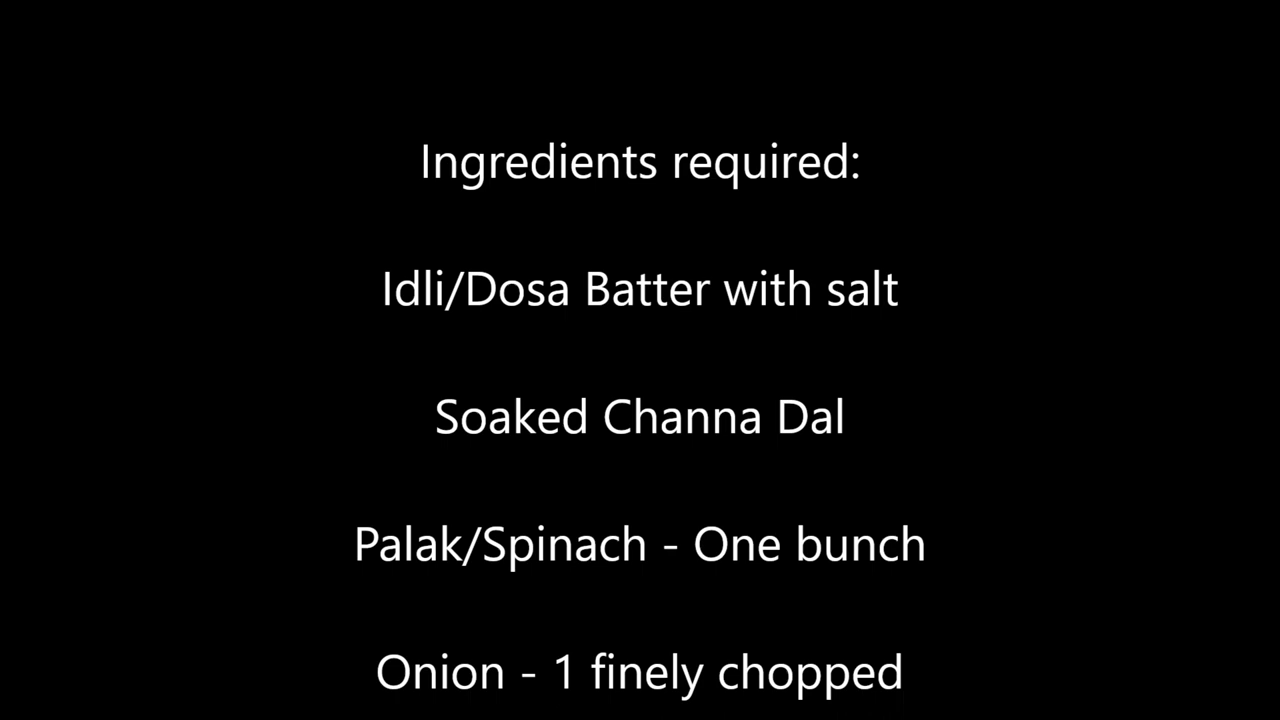 Ingredients required:
Idli/Dosa Batter with salt
Soaked Channa Dal
Palak/Spinach - One bunch
Onion - 1 finely chopped